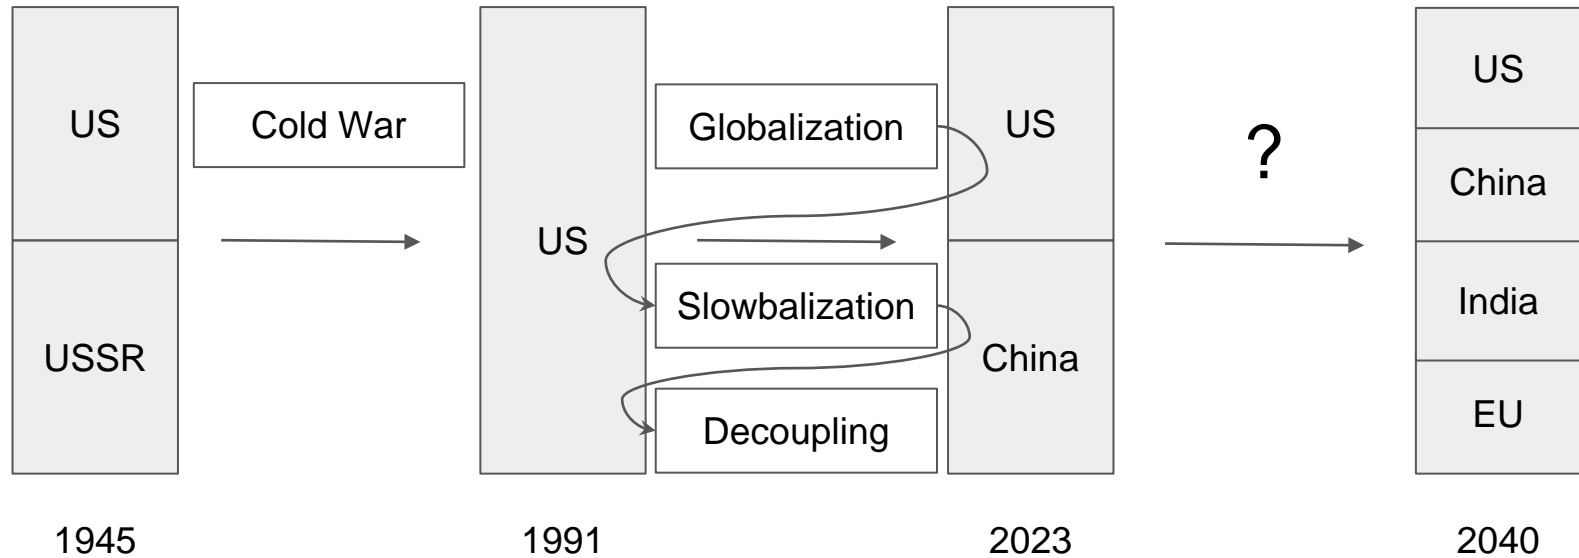 US
USSR
Cold War
US
Globalization
Slowbalization
Decoupling
US
China
?
US
China
India
EU
1945
1991
2023
2040